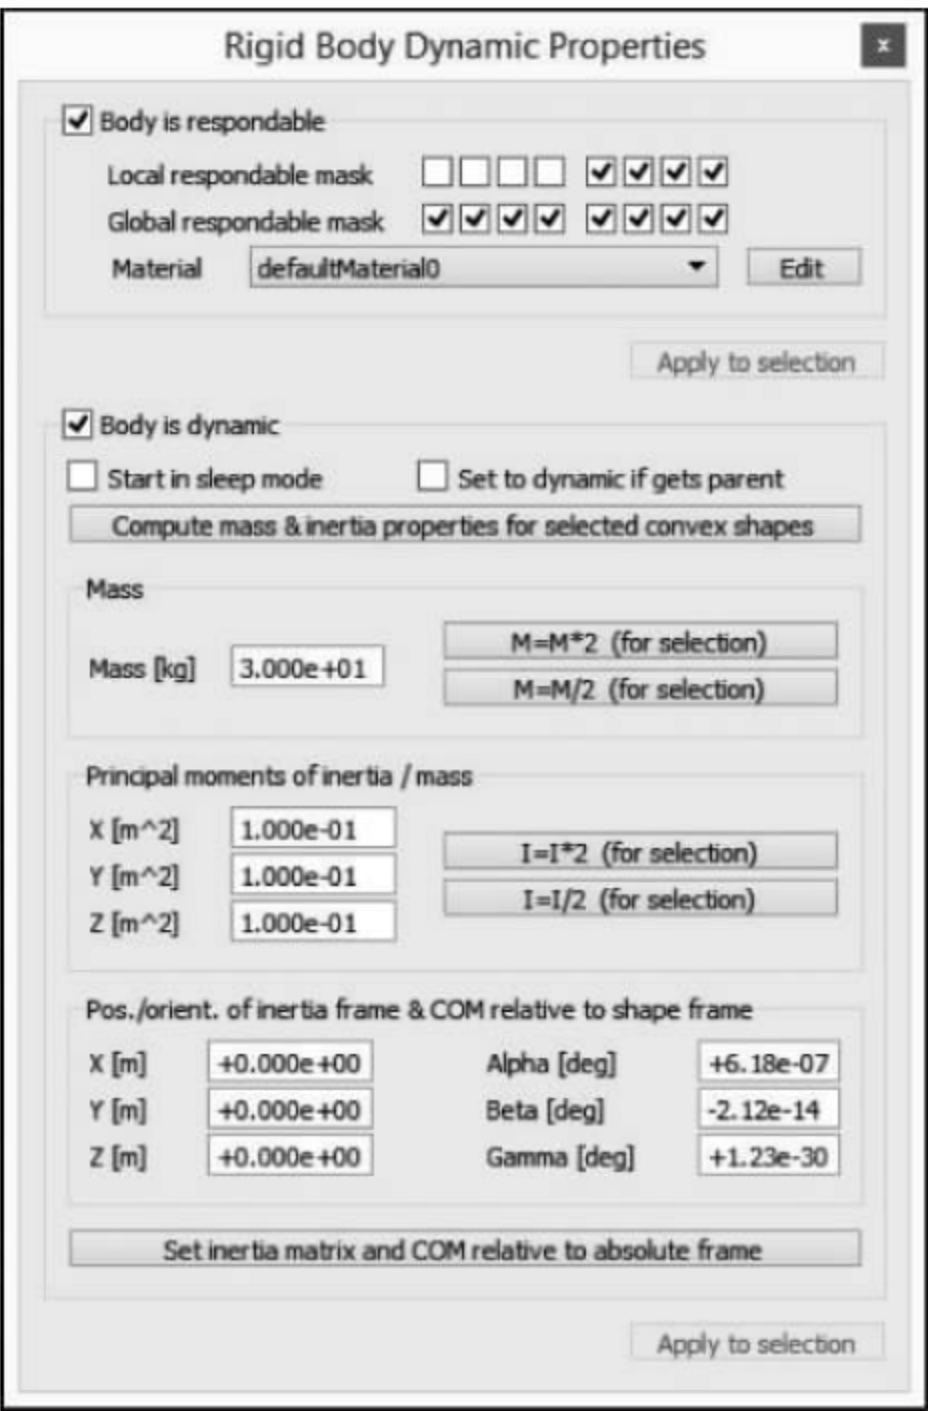 Rigid Body Dynamic Properties x
Body is respondable
Local respondable mask
Global respondable mask
Material defaultMaterial0 Edit
Apply to selection
Body is dynamic
Start in sleep mode Set to dynamic if gets parent
Compute mass & inertia properties for selected convex shapes
Mass
M=M*2 (for selection)
Mass [kg] 3.000e+01
M=M/2 (for selection)
Principal moments of inertia / mass
X [m^2] 1.000e-01
I=I*2 (for selection)
Y [m^2] 1.000e-01
I=I/2 (for selection)
Z [m^2] 1.000e-01
Pos./orient. of inertia frame & COM relative to shape frame
X [m] +0.000e+00 Alpha [deg] +6.18e-07
Y [m] +0.000e+00 Beta [deg] -2.12e-14
Z [m] +0.000e+00 Gamma [deg] +1.23e-30
Set inertia matrix and COM relative to absolute frame
Apply to selection